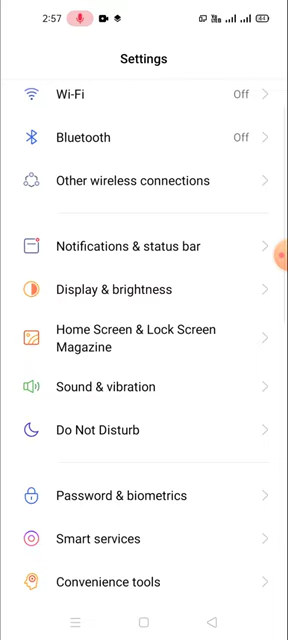 2:57 44
Settings
Wi-Fi Off
Bluetooth Off
Other wireless connections
Notifications & status bar
Display & brightness
Home Screen & Lock Screen
Magazine
Sound & vibration
Do Not Disturb
Password & biometrics
Smart services
Convenience tools